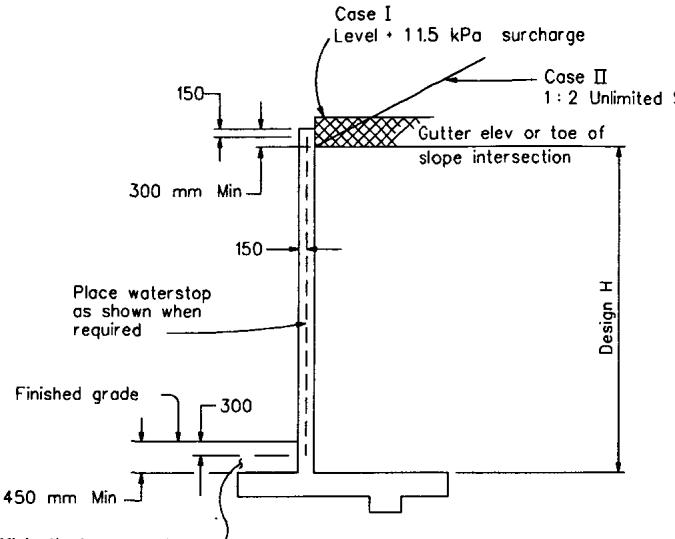 Case I
Level + 11.5 kPa surcharge
Case II
1:2 Unlimited
150
Gutter elev or toe of
slope intersection
300 mm Min
150
Place waterstop
as shown when
required
Design H
Finished grade
300
450 mm Min